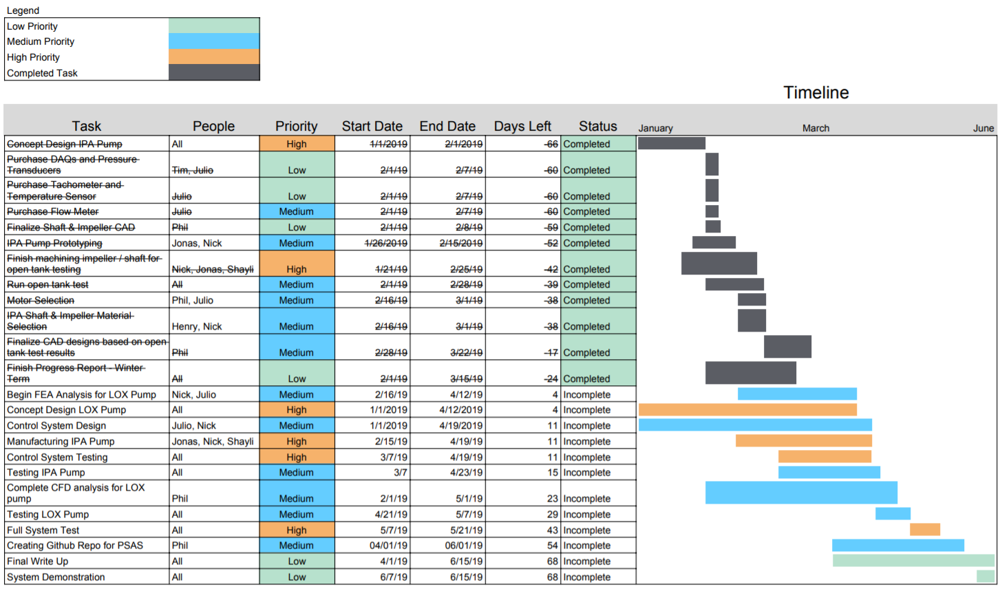 Legend
Low Priority
Medium Priority
High Priority
Completed Task
Timeline
Task People Priority Start Date End Date Days Left Status January March June
Concept Design IPA Pump All High 1/1/2019 2/1/2019 -66 Completed
Purchase DAQs and Pressure
Transducers Tim, Julio Low 2/1/19 2/7/19 -60 Completed
Purchase Tachometer and
Temperature Sensor Julio Low 2/1/19 2/7/19 -60 Completed
Purchase Flow Meter Julio Medium 2/1/19 2/7/19 -60 Completed
Finalize Shaft & Impeller CAD Phil Low 2/1/19 2/8/19 -59 Completed
IPA Pump Prototyping Jonas, Nick Medium 1/26/2019 2/15/2019 -52 Completed
Finish machining impeller / shaft for
open tank testing Nick, Jonas, Shayli High 1/21/19 2/25/19 -42 Completed
Run open tank test All Medium 2/1/19 2/28/19 -39 Completed
Motor Selection Phil, Julio Medium 2/16/19 3/1/19 -38 Completed
IPA Shaft & Impeller Material
Selection Henry, Nick Medium 2/16/19 3/1/19 -38 Completed
Finalize CAD designs based on open
tank test results Phil Medium 2/28/19 3/22/19 -17 Completed
Finish Progress Report - Winter
Term All Low 2/1/19 3/15/19 -24 Completed
Begin FEA Analysis for LOX Pump Nick, Julio Medium 2/16/19 4/12/19 4 Incomplete
Concept Design LOX Pump All High 1/1/2019 4/12/2019 4 Incomplete
Control System Design Julio, Nick Medium 1/1/2019 4/19/2019 11 Incomplete
Manufacturing IPA Pump Jonas, Nick, Shayli High 2/15/19 4/19/19 11 Incomplete
Control System Testing All High 3/7/19 4/19/19 11 Incomplete
Testing IPA Pump All Medium 3/7 4/23/19 15 Incomplete
Complete CFD analysis for LOX
pump Phil Medium 2/1/19 5/1/19 23 Incomplete
Testing LOX Pump All Medium 4/21/19 5/7/19 29 Incomplete
Full System Test All High 5/7/19 5/21/19 43 Incomplete
Creating Github Repo for PSAS Phil Medium 04/01/19 06/01/19 54 Incomplete
Final Write Up All Low 4/1/19 6/15/19 68 Incomplete
System Demonstration All Low 6/7/19 6/15/19 68 Incomplete